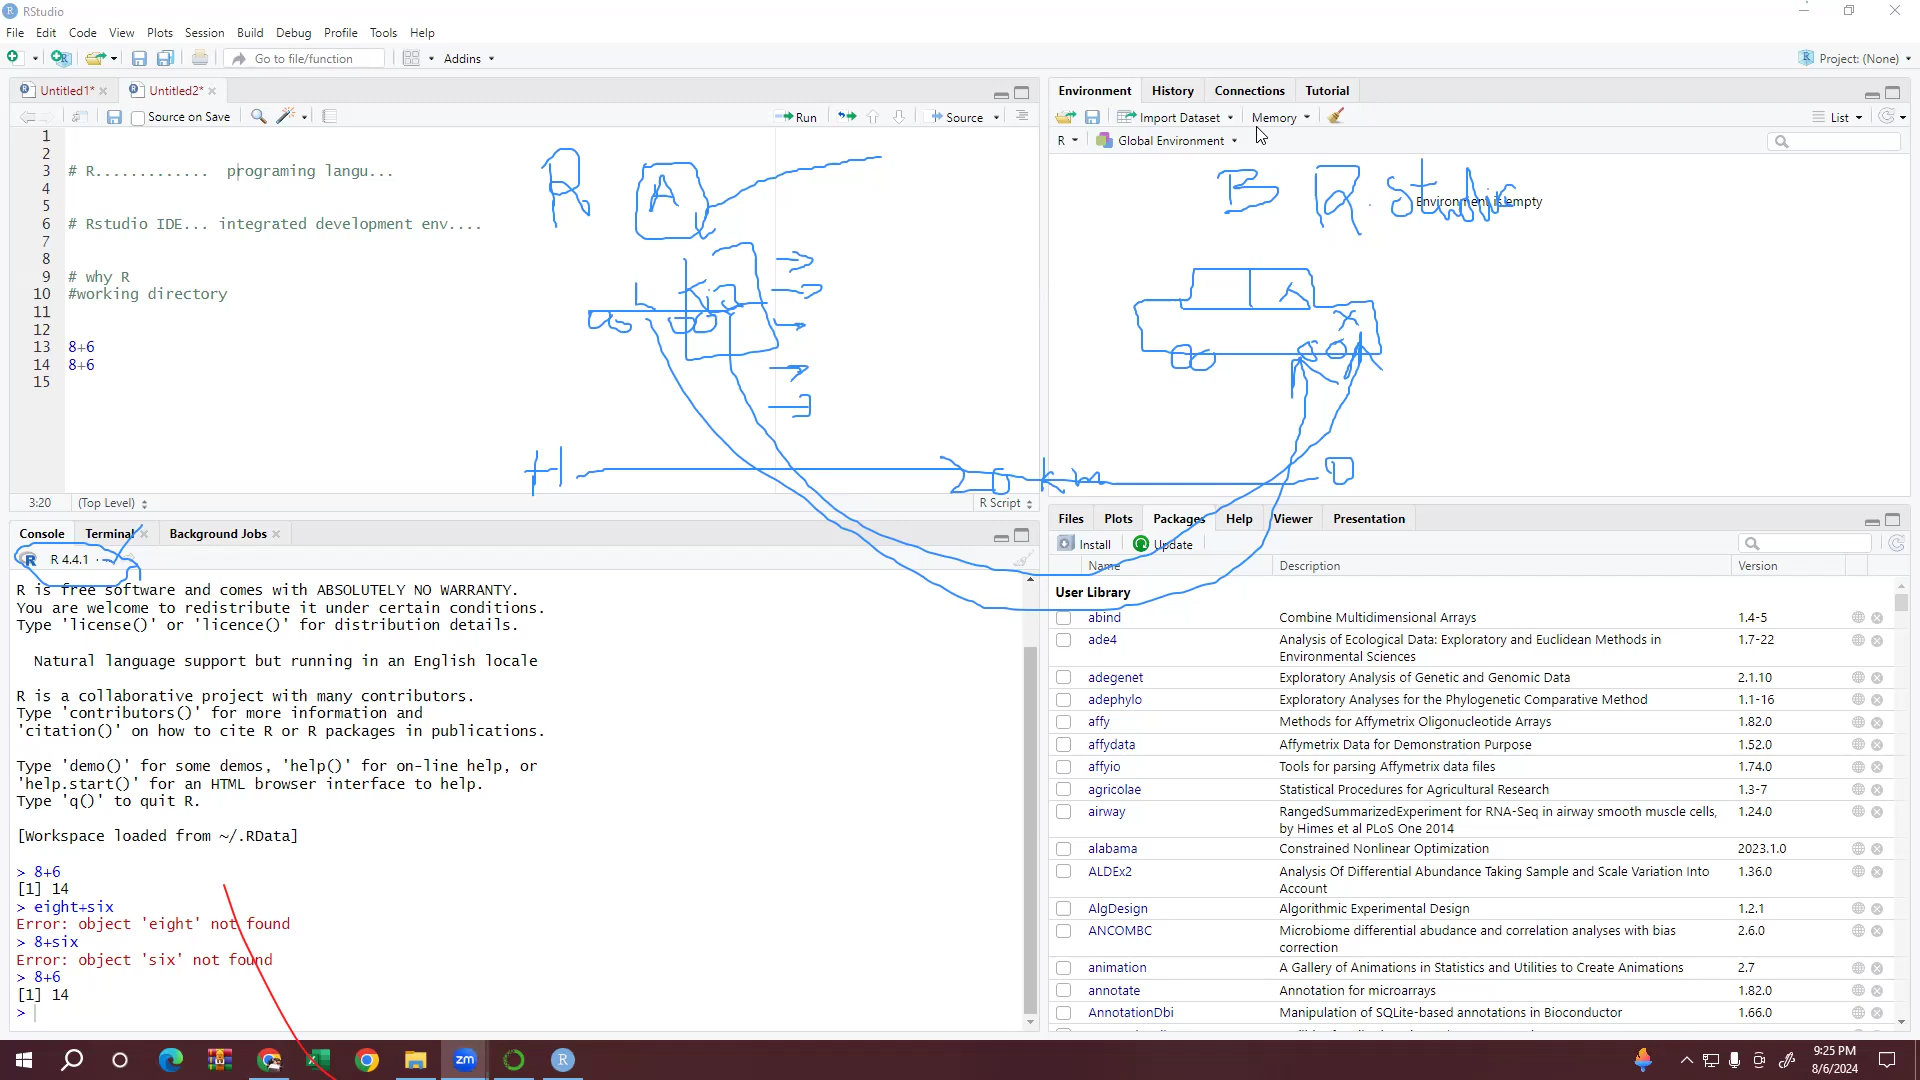 RStudio
File Edit Code View Plots Session Build Debug Profile Tools Help
Go to file/function Addins Project: (None)
Untitled1* Untitled2*
Source on Save Run Source
1
2
3 # R............. programing langu...
4
5
6 # Rstudio IDE... integrated development env....
7
8
9 # why R
10 #working directory
11
12
13 8+6
14 8+6
15
R A
Kia
H 20 km O
3:20 (Top Level) R Script
Environment History Connections Tutorial
Import Dataset Memory List
R Global Environment
B R Studio
Environment is empty
Console Terminal Background Jobs
R 4.4.1 ·
R is free software and comes with ABSOLUTELY NO WARRANTY.
You are welcome to redistribute it under certain conditions.
Type 'license()' or 'licence()' for distribution details.
Natural language support but running in an English locale
R is a collaborative project with many contributors.
Type 'contributors()' for more information and
'citation()' on how to cite R or R packages in publications.
Type 'demo()' for some demos, 'help()' for on-line help, or
'help.start()' for an HTML browser interface to help.
Type 'q()' to quit R.
[Workspace loaded from ~/.RData]
> 8+6
[1] 14
> eight+six
Error: object 'eight' not found
> 8+six
Error: object 'six' not found
> 8+6
[1] 14
>
Files Plots Packages Help Viewer Presentation
Install Update
Name Description Version
User Library
abind Combine Multidimensional Arrays 1.4-5
ade4 Analysis of Ecological Data: Exploratory and Euclidean Methods in 1.7-22
Environmental Sciences
adegenet Exploratory Analysis of Genetic and Genomic Data 2.1.10
adephylo Exploratory Analyses for the Phylogenetic Comparative Method 1.1-16
affy Methods for Affymetrix Oligonucleotide Arrays 1.82.0
affydata Affymetrix Data for Demonstration Purpose 1.52.0
affyio Tools for parsing Affymetrix data files 1.74.0
agricolae Statistical Procedures for Agricultural Research 1.3-7
airway RangedSummarizedExperiment for RNA-Seq in airway smooth muscle cells, 1.24.0
by Himes et al PLoS One 2014
alabama Constrained Nonlinear Optimization 2023.1.0
ALDEx2 Analysis Of Differential Abundance Taking Sample and Scale Variation Into 1.36.0
Account
AlgDesign Algorithmic Experimental Design 1.2.1
ANCOMBC Microbiome differential abudance and correlation analyses with bias 2.6.0
correction
animation A Gallery of Animations in Statistics and Utilities to Create Animations 2.7
annotate Annotation for microarrays 1.82.0
AnnotationDbi Manipulation of SQLite-based annotations in Bioconductor 1.66.0
zm
9:25 PM
8/6/2024